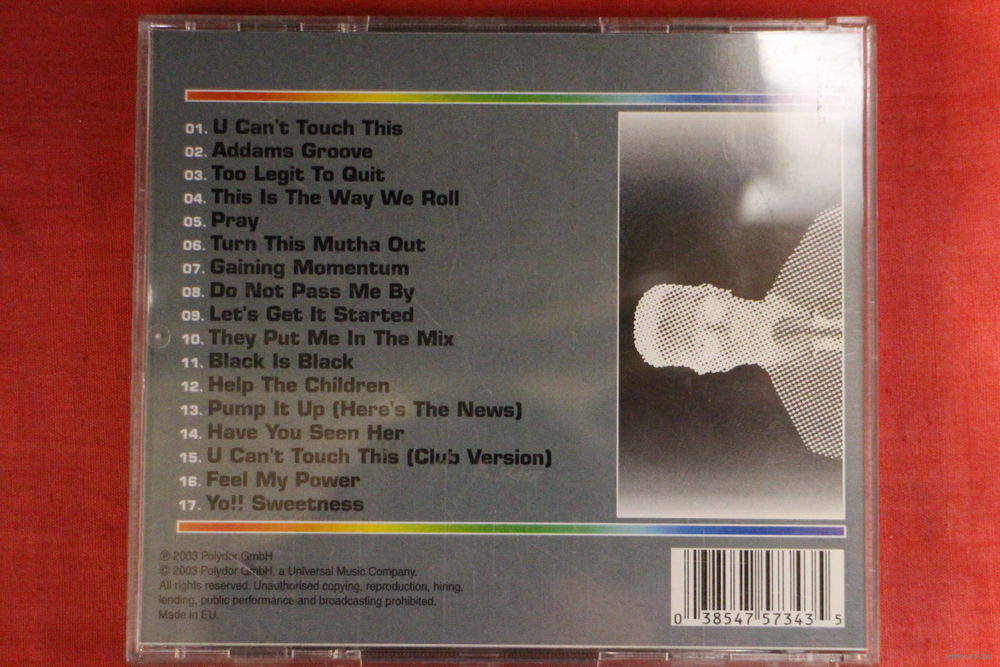 01. U Can't Touch This
02. Addams Groove
03. Too Legit To Quit
04. This Is The Way We Roll
05. Pray
06. Turn This Mutha Out
07. Gaining Momentum
08. Do Not Pass Me By
09. Let's Get It Started
10. They Put Me In The Mix
11. Black Is Black
12. Help The Children
13. Pump It Up (Here's The News)
14. Have You Seen Her
15. U Can't Touch This (Club Version)
16. Feel My Power
17. Yo!! Sweetness
℗ 2003 Polydor GmbH
© 2003 Polydor GmbH, a Universal Music Company.
All rights reserved. Unauthorised copying, reproduction, hiring,
lending, public performance and broadcasting prohibited.
Made in EU.
0 38547 57343 5